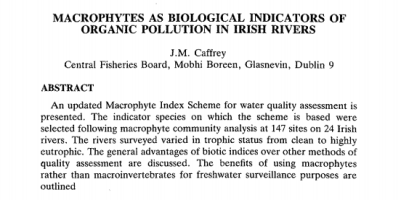 MACROPHYTES AS BIOLOGICAL INDICATORS OF
ORGANIC POLLUTION IN IRISH RIVERS
J.M. Caffrey
Central Fisheries Board, Mobhi Boreen, Glasnevin, Dublin 9
ABSTRACT
An updated Macrophyte Index Scheme for water quality assessment is
presented. The indicator species on which the scheme is based were
selected following macrophyte community analysis at 147 sites on 24 Irish
rivers. The rivers surveyed varied in trophic status from clean to highly
eutrophic. The general advantages of biotic indices over other methods of
quality assessment are discussed. The benefits of using macrophytes
rather than macroinvertebrates for freshwater surveillance purposes are
outlined